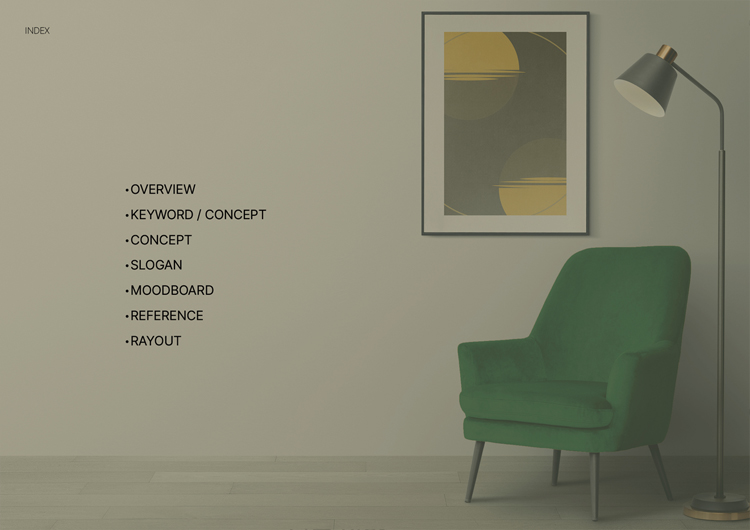 INDEX
•OVERVIEW
•KEYWORD / CONCEPT
•CONCEPT
•SLOGAN
•MOODBOARD
•REFERENCE
•RAYOUT